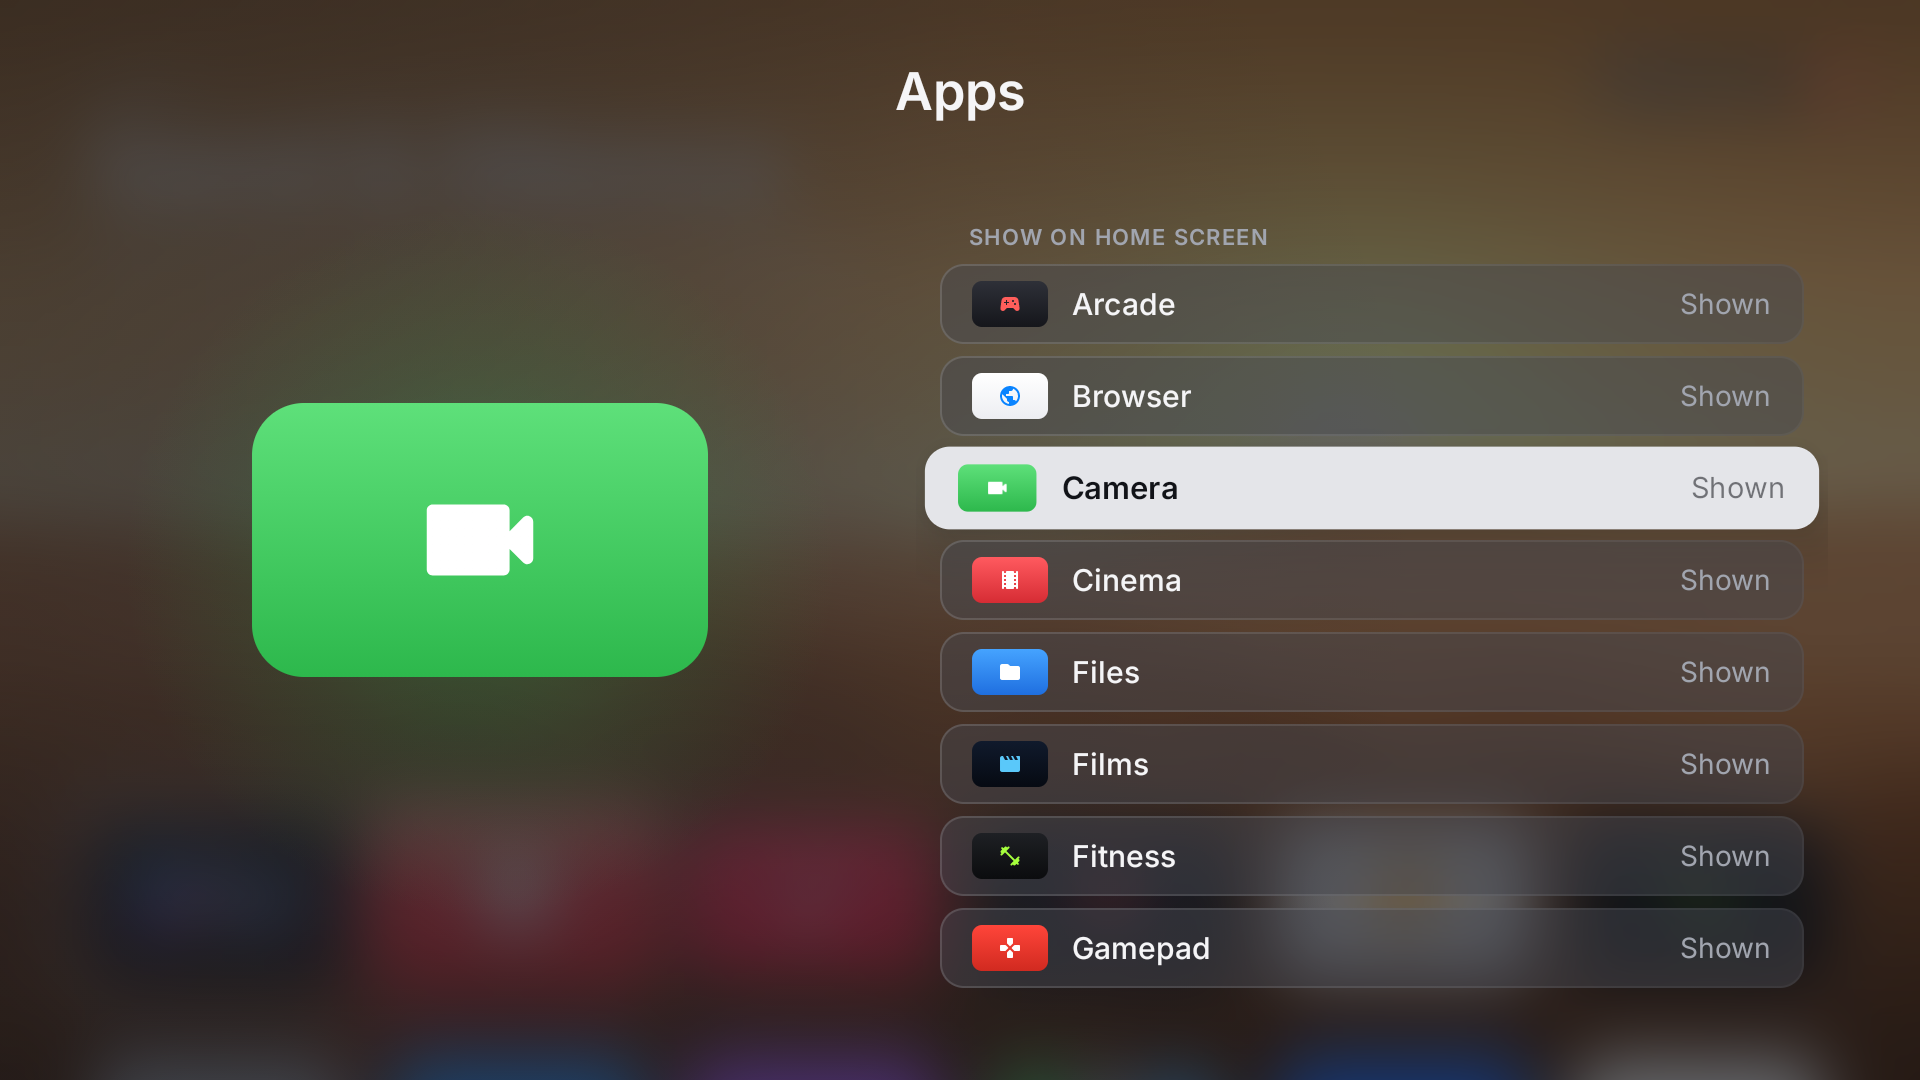 Apps
SHOW ON HOME SCREEN
Arcade Shown
Browser Shown
Camera Shown
Cinema Shown
Files Shown
Films Shown
Fitness Shown
Gamepad Shown